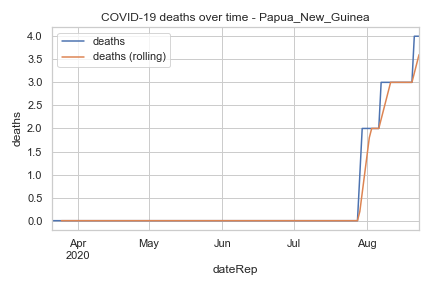 COVID-19 deaths over time - Papua_New_Guinea
deaths
deaths (rolling)
4.0
3.5
3.0
2.5
2.0
1.5
1.0
0.5
0.0
deaths
Apr
2020
May
Jun
Jul
Aug
dateRep